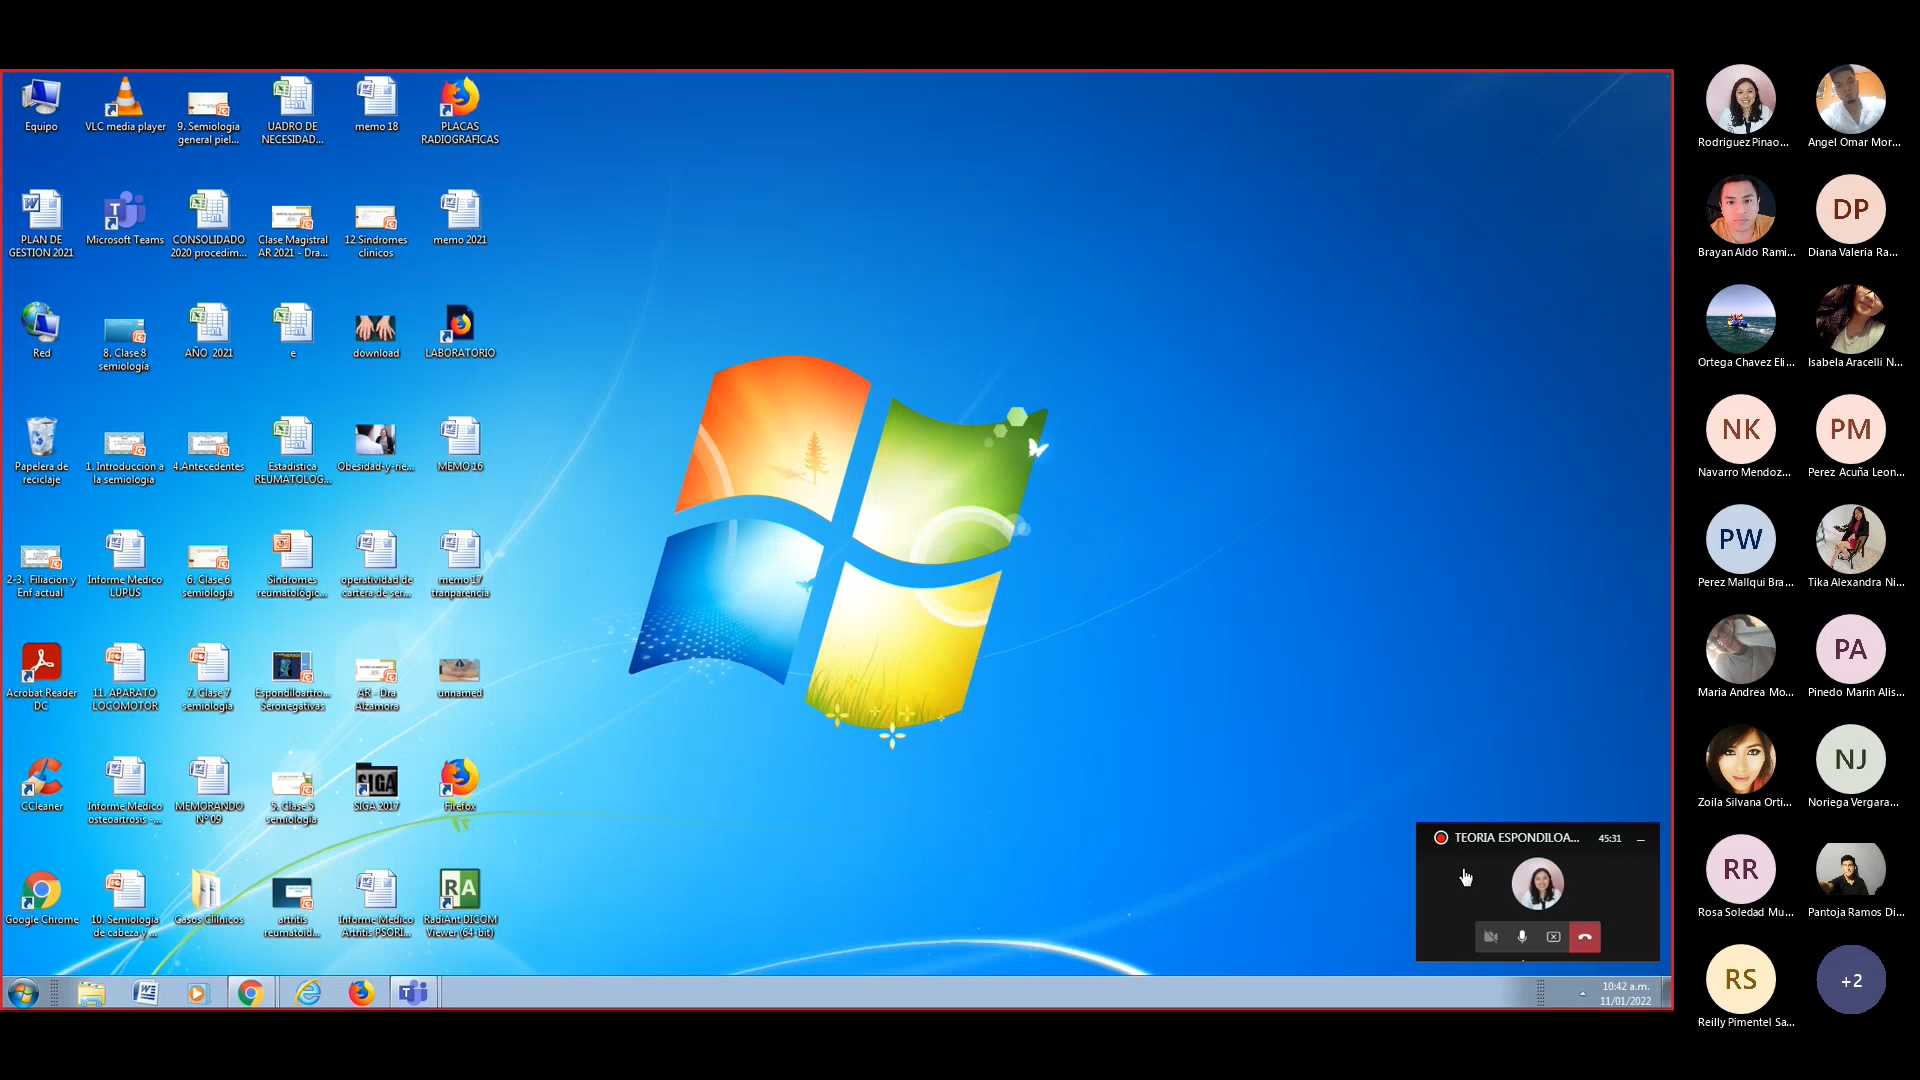 Equipo
VLC media player
9. Semiologia
general piel...
UADRO DE
NECESIDAD...
memo 18
PLACAS
RADIOGRAFICAS
PLAN DE
GESTION 2021
Microsoft Teams
CONSOLIDADO
2020 procedim...
Clase Magistral
AR 2021 - Dra...
12 Sindromes
clinicos
memo 2021
Red
8. Clase 8
semiologia
AÑO 2021
e
download
LABORATORIO
Papelera de
reciclaje
1. Introducción a
la semiologia
4.Antecedentes
Estadistica
REUMATOLOG...
Obesidad-y-rie...
MEMO 16
2-3. Filiacion y
Enf actual
Informe Medico
LUPUS
6. Clase 6
semiologia
Sindromes
reumatologic...
operatividad de
cartera de ser...
memo 17
tranparencia
Acrobat Reader
DC
11. APARATO
LOCOMOTOR
7. Clase 7
semiologia
Espondiloartro...
Seronegativas
AR - Dra
Alzamora
unnamed
CCleaner
Informe Medico
osteoartrosis -...
MEMORANDO
N° 09
5. Clase 5
semiologia
SIGA
SIGA 2017
Firefox
Google Chrome
10. Semiologia
de cabeza y ...
Casos Clilnicos
artritis
reumatoid...
Informe Medico
Artritis PSORI...
RA
RadiAnt DICOM
Viewer (64-bit)
TEORIA ESPONDILOA...
45:31
10:42 a.m.
11/01/2022
Rodriguez Pinao...
Angel Omar Mor...
Brayan Aldo Rami...
DP
Diana Valeria Ra...
Ortega Chavez Eli...
Isabela Aracelli N...
NK
Navarro Mendoz...
PM
Perez Acuña Leon...
PW
Perez Mallqui Bra...
Tika Alexandra Ni...
Maria Andrea Mo...
PA
Pinedo Marin Alis...
Zoila Silvana Orti...
NJ
Noriega Vergara...
RR
Rosa Soledad Mu...
Pantoja Ramos Di...
RS
Reilly Pimentel Sa...
+2